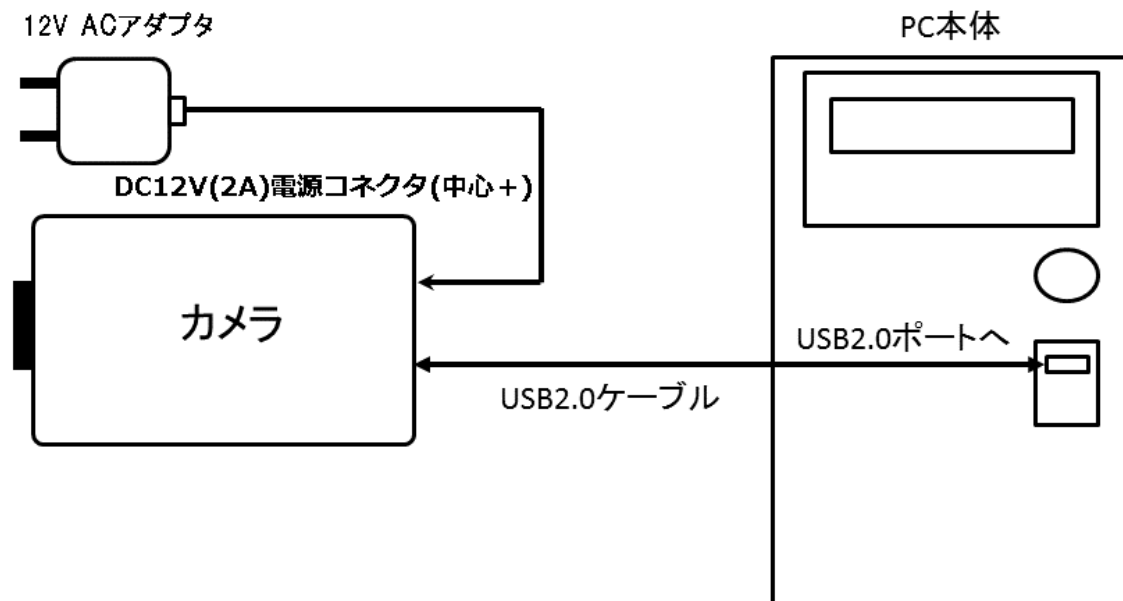 12V ACアダプタ
PC本体
DC12V(2A)電源コネクタ(中心+)
カメラ
USB2.0ポートへ
USB2.0ケーブル